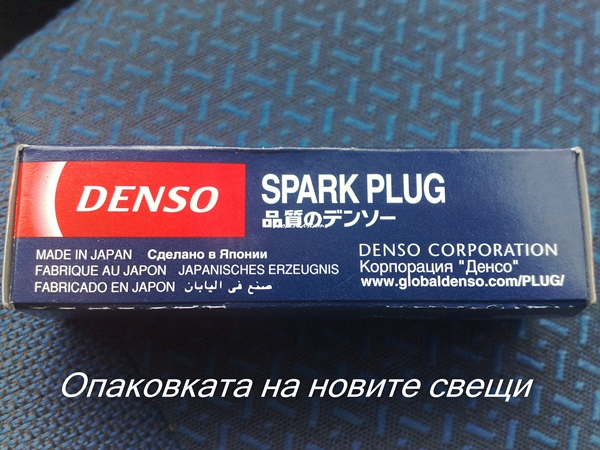 DENSO
SPARK PLUG
品質のデンソー
MADE IN JAPAN Сделано в Японии
FABRIQUE AU JAPON JAPANISCHES ERZEUGNIS
FABRICADO EN JAPON صنع فى اليابان
DENSO CORPORATION
Корпорация "Денсо"
www.globaldenso.com/PLUG/
Опаковката на новите свещи